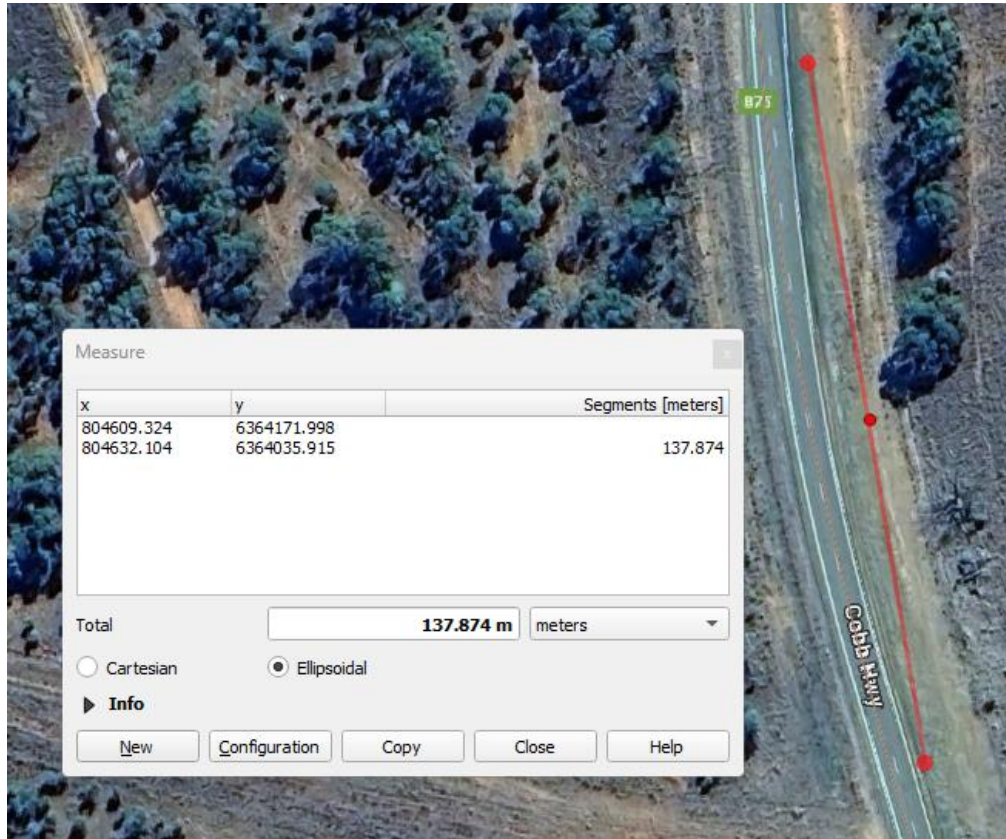 B75
Measure
x y Segments [meters]
804609.324 6364171.998
804632.104 6364035.915 137.874
Total 137.874 m meters
Cartesian Ellipsoidal
Info
New Configuration Copy Close Help
Cobb Hwy